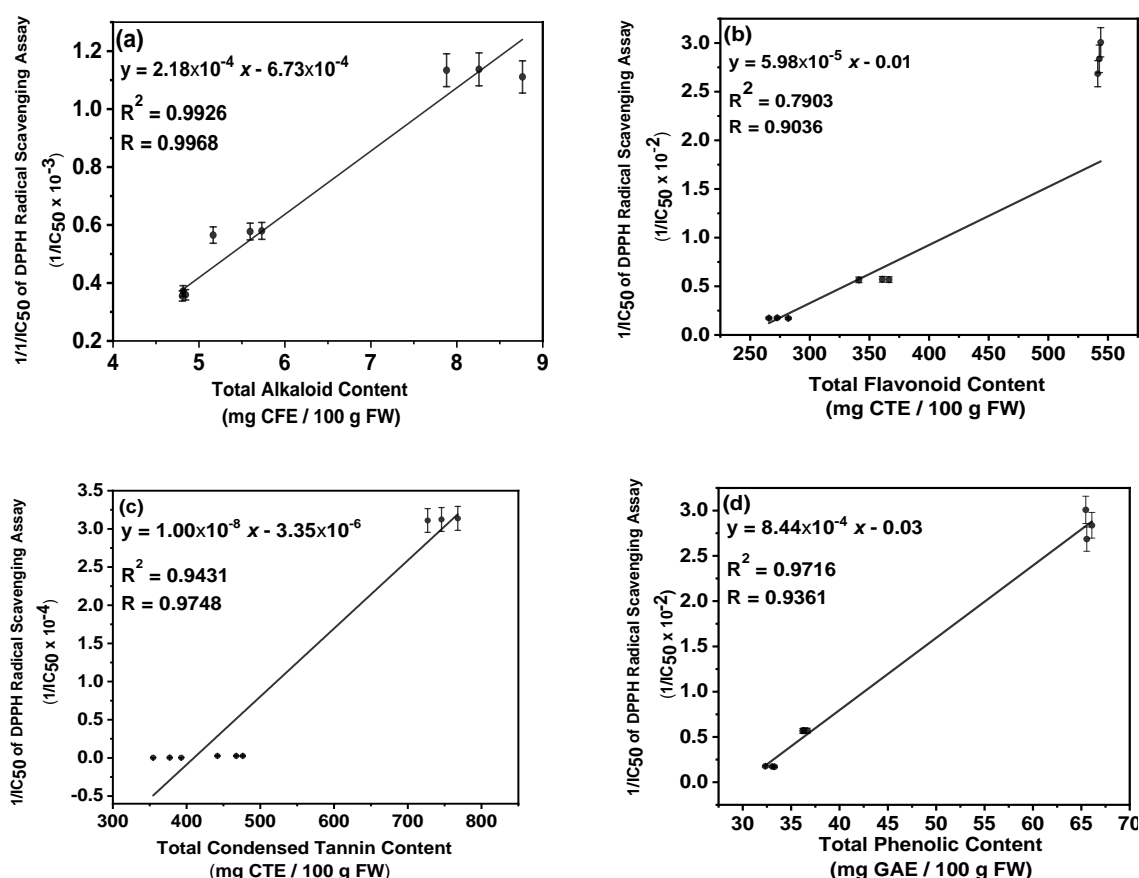 (a)
y = 2.18x10⁻⁴ x - 6.73x10⁻⁴
R² = 0.9926
R = 0.9968
1/1/IC50 of DPPH Radical Scavenging Assay
(1/IC50 x 10⁻³)
1.2
1.0
0.8
0.6
0.4
0.2
4 5 6 7 8 9
Total Alkaloid Content
(mg CFE / 100 g FW)
(b)
y = 5.98x10⁻⁵ x - 0.01
R² = 0.7903
R = 0.9036
1/IC50 of DPPH Radical Scavenging Assay
(1/IC50 x 10⁻²)
3.0
2.5
2.0
1.5
1.0
0.5
0.0
250 300 350 400 450 500 550
Total Flavonoid Content
(mg CTE / 100 g FW)
(c)
y = 1.00x10⁻⁸ x - 3.35x10⁻⁶
R² = 0.9431
R = 0.9748
1/IC50 of DPPH Radical Scavenging Assay
(1/IC50 x 10⁻⁴)
3.5
3.0
2.5
2.0
1.5
1.0
0.0
-0.5
300 400 500 600 700 800
Total Condensed Tannin Content
(mg CTE / 100 g FW)
(d)
y = 8.44x10⁻⁴ x - 0.03
R² = 0.9716
R = 0.9361
1/IC50 of DPPH Radical Scavenging Assay
(1/IC50 x 10⁻²)
3.0
2.5
2.0
1.5
1.0
0.5
0.0
30 35 40 45 50 55 60 65 70
Total Phenolic Content
(mg GAE / 100 g FW)